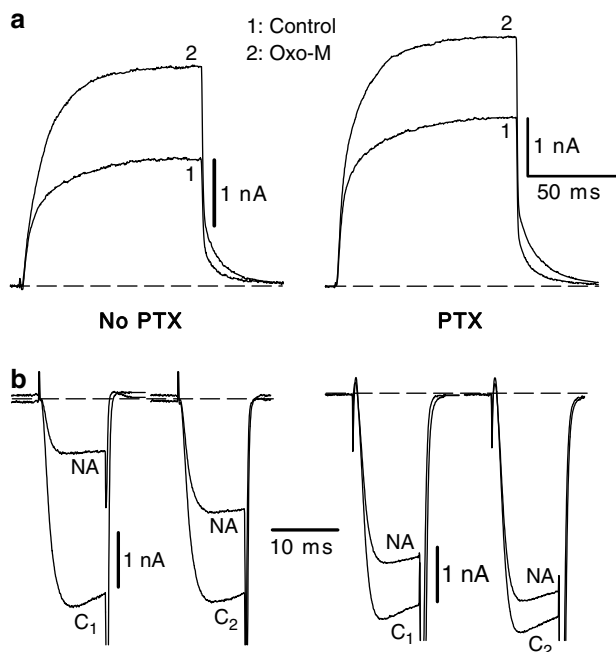 a
1: Control
2: Oxo-M
2
1
1 nA
2
1
1 nA
50 ms
No PTX
PTX
b
NA
C₁
1 nA
NA
C₂
10 ms
NA
C₁
1 nA
NA
C₂